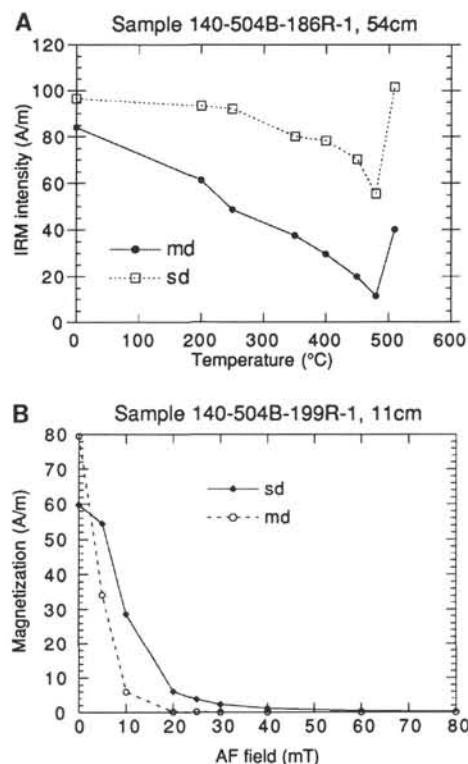 A Sample 140-504B-186R-1, 54cm
120
100
80
60
40
20
0
IRM intensity (A/m)
md
sd
0 100 200 300 400 500 600
Temperature (°C)
B Sample 140-504B-199R-1, 11cm
80
70
60
50
40
30
20
10
0
Magnetization (A/m)
sd
md
0 10 20 30 40 50 60 70 80
AF field (mT)